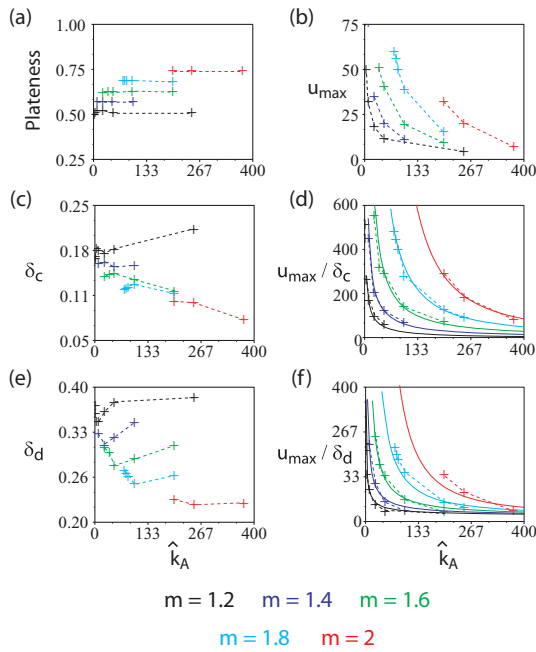 (a)
1.00
0.75
0.50
0.25
Plateness
0 133 267 400
(b)
75
50
25
0
u_max
0 133 267 400
(c)
0.25
0.18
0.11
0.05
δ_c
0 133 267 400
(d)
600
400
200
0
u_max / δ_c
0 133 267 400
(e)
0.40
0.33
0.26
0.20
δ_d
0 133 267 400
k̂_A
(f)
400
267
133
0
u_max / δ_d
0 133 267 400
k̂_A
m = 1.2 m = 1.4 m = 1.6
m = 1.8 m = 2